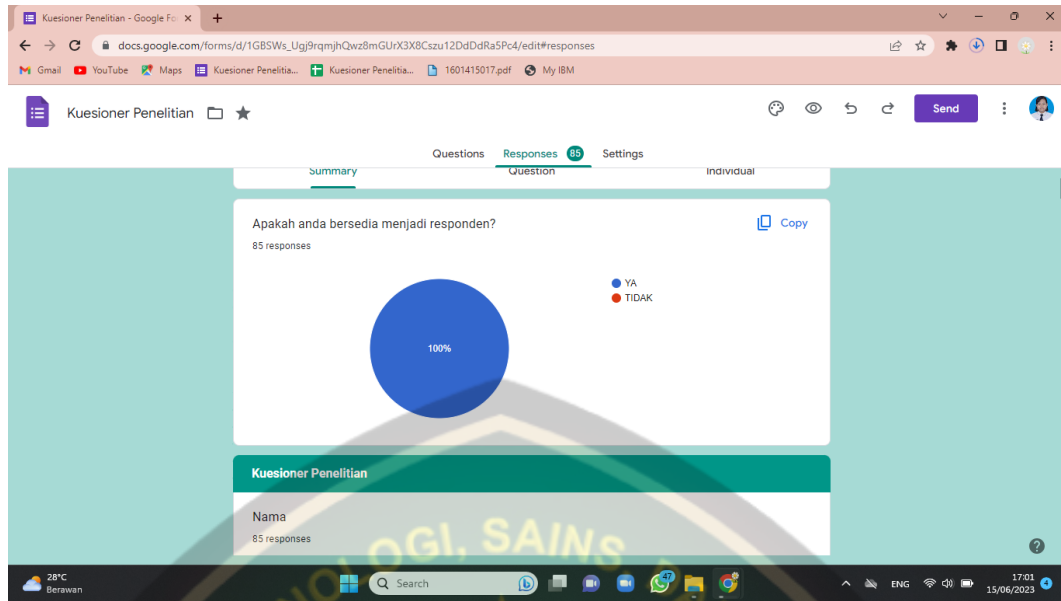 Kuesioner Penelitian - Google Fo
docs.google.com/forms/d/1GBSWs_Ugj9rqmjhQwz8mGUrX3X8Cszu12DdDdRa5Pc4/edit#responses
Gmail YouTube Maps Kuesioner Penelitia... Kuesioner Penelitia... 1601415017.pdf My IBM
Kuesioner Penelitian Send
Questions Responses 85 Settings
Summary Question Individual
Apakah anda bersedia menjadi responden? Copy
85 responses
YA
TIDAK
100%
Kuesioner Penelitian
Nama
85 responses
NOLOGI, SAINS
28°C
Berawan
Search
47
ENG
17:01
15/06/2023
4